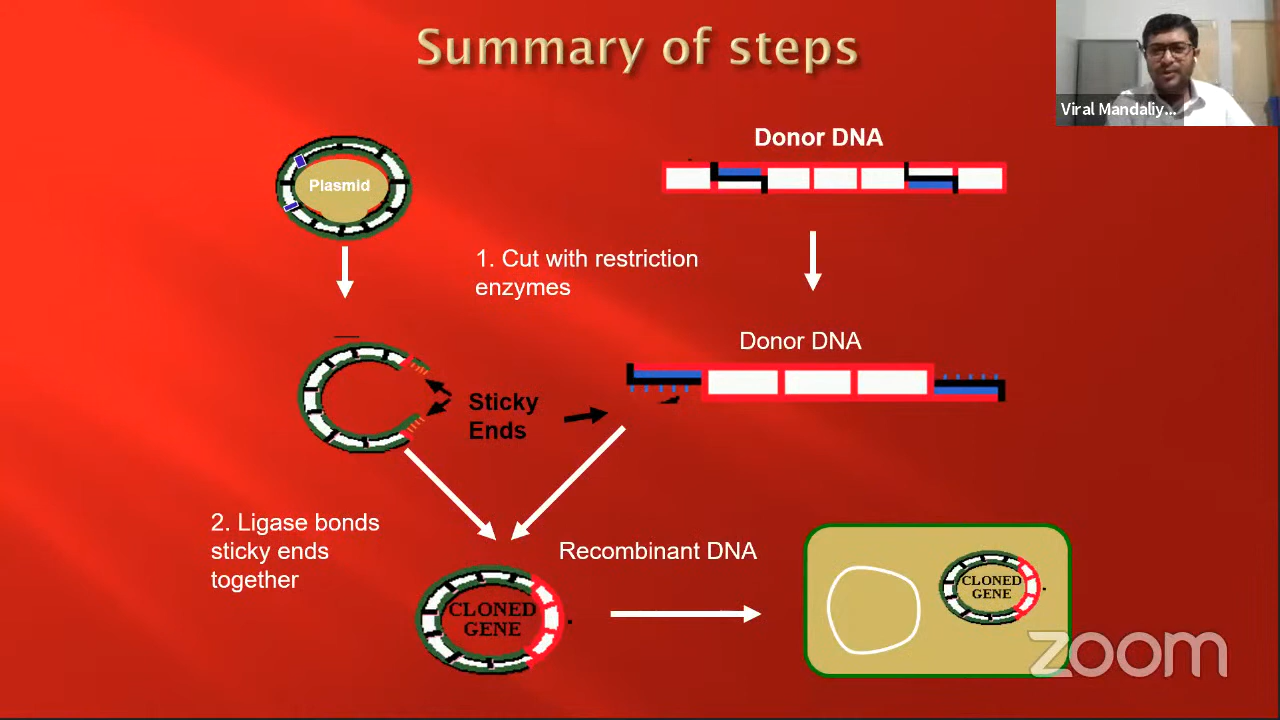 Summary of steps
Viral Mandaliy...
Donor DNA
Plasmid
1. Cut with restriction
enzymes
Donor DNA
Sticky
Ends
2. Ligase bonds
sticky ends
together
Recombinant DNA
CLONED
GENE
CLONED
GENE
zoom